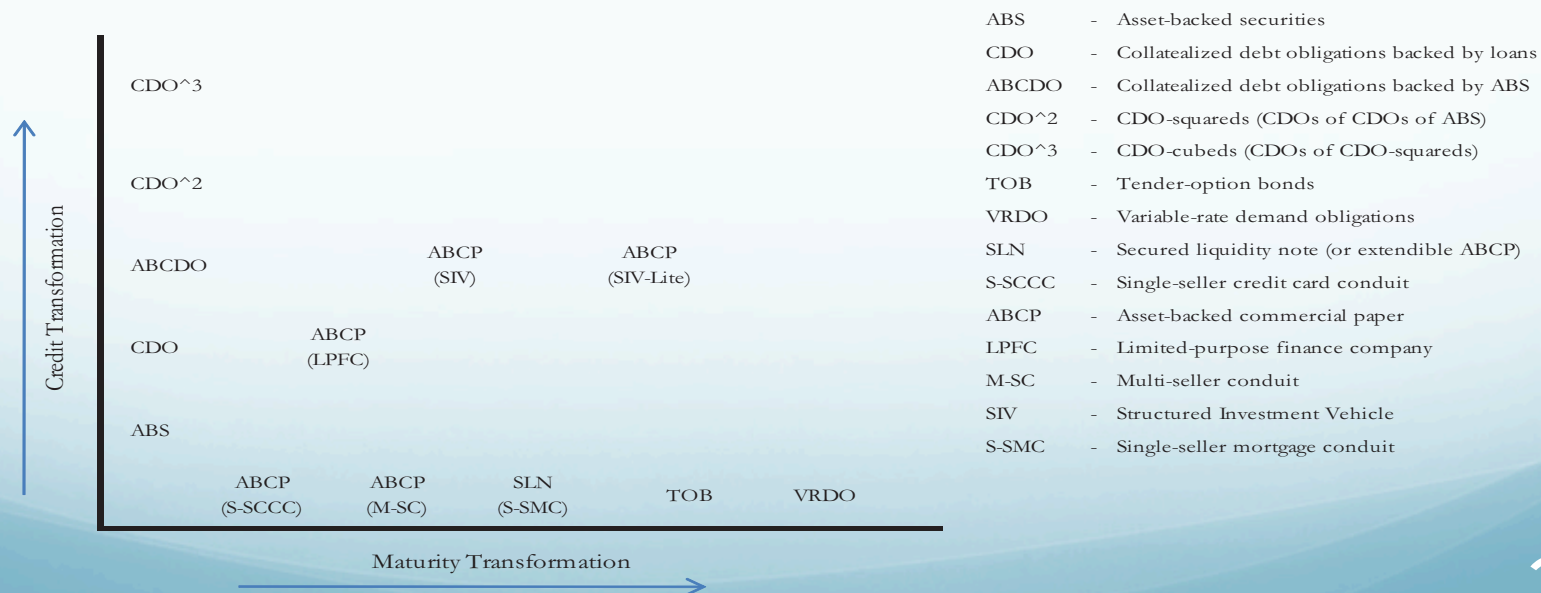 CDO^3
CDO^2
ABCDO
ABCP
(SIV)
ABCP
(SIV-Lite)
CDO
ABCP
(LPFC)
ABS
ABCP
(S-SCCC)
ABCP
(M-SC)
SLN
(S-SMC)
TOB
VRDO
Credit Transformation
Maturity Transformation
ABS - Asset-backed securities
CDO - Collatealized debt obligations backed by loans
ABCDO - Collatealized debt obligations backed by ABS
CDO^2 - CDO-squareds (CDOs of CDOs of ABS)
CDO^3 - CDO-cubeds (CDOs of CDO-squareds)
TOB - Tender-option bonds
VRDO - Variable-rate demand obligations
SLN - Secured liquidity note (or extendible ABCP)
S-SCCC - Single-seller credit card conduit
ABCP - Asset-backed commercial paper
LPFC - Limited-purpose finance company
M-SC - Multi-seller conduit
SIV - Structured Investment Vehicle
S-SMC - Single-seller mortgage conduit